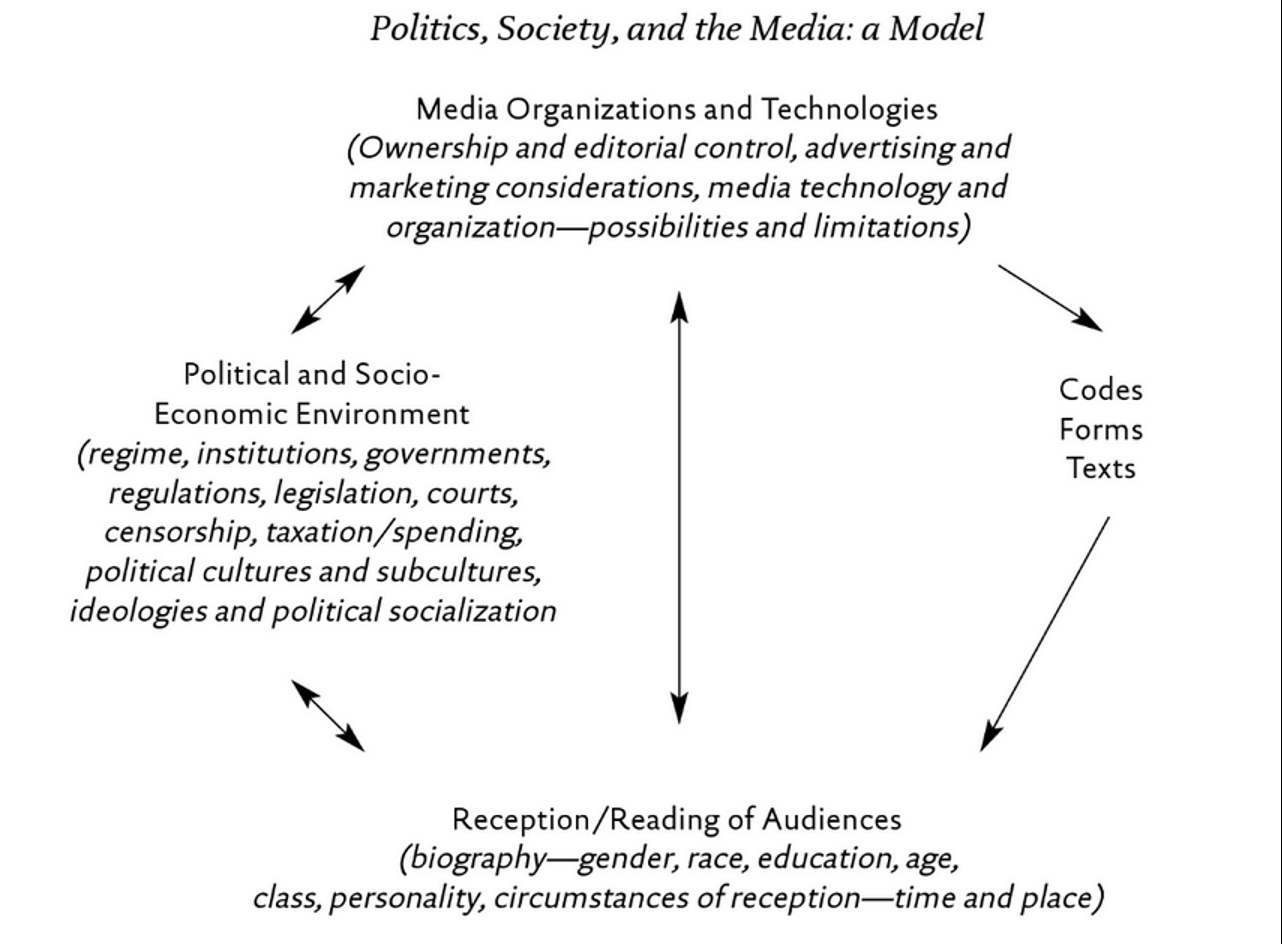 Politics, Society, and the Media: a Model
Media Organizations and Technologies
(Ownership and editorial control, advertising and
marketing considerations, media technology and
organization—possibilities and limitations)
Political and Socio-
Economic Environment
(regime, institutions, governments,
regulations, legislation, courts,
censorship, taxation/spending,
political cultures and subcultures,
ideologies and political socialization
Codes
Forms
Texts
Reception/Reading of Audiences
(biography—gender, race, education, age,
class, personality, circumstances of reception—time and place)